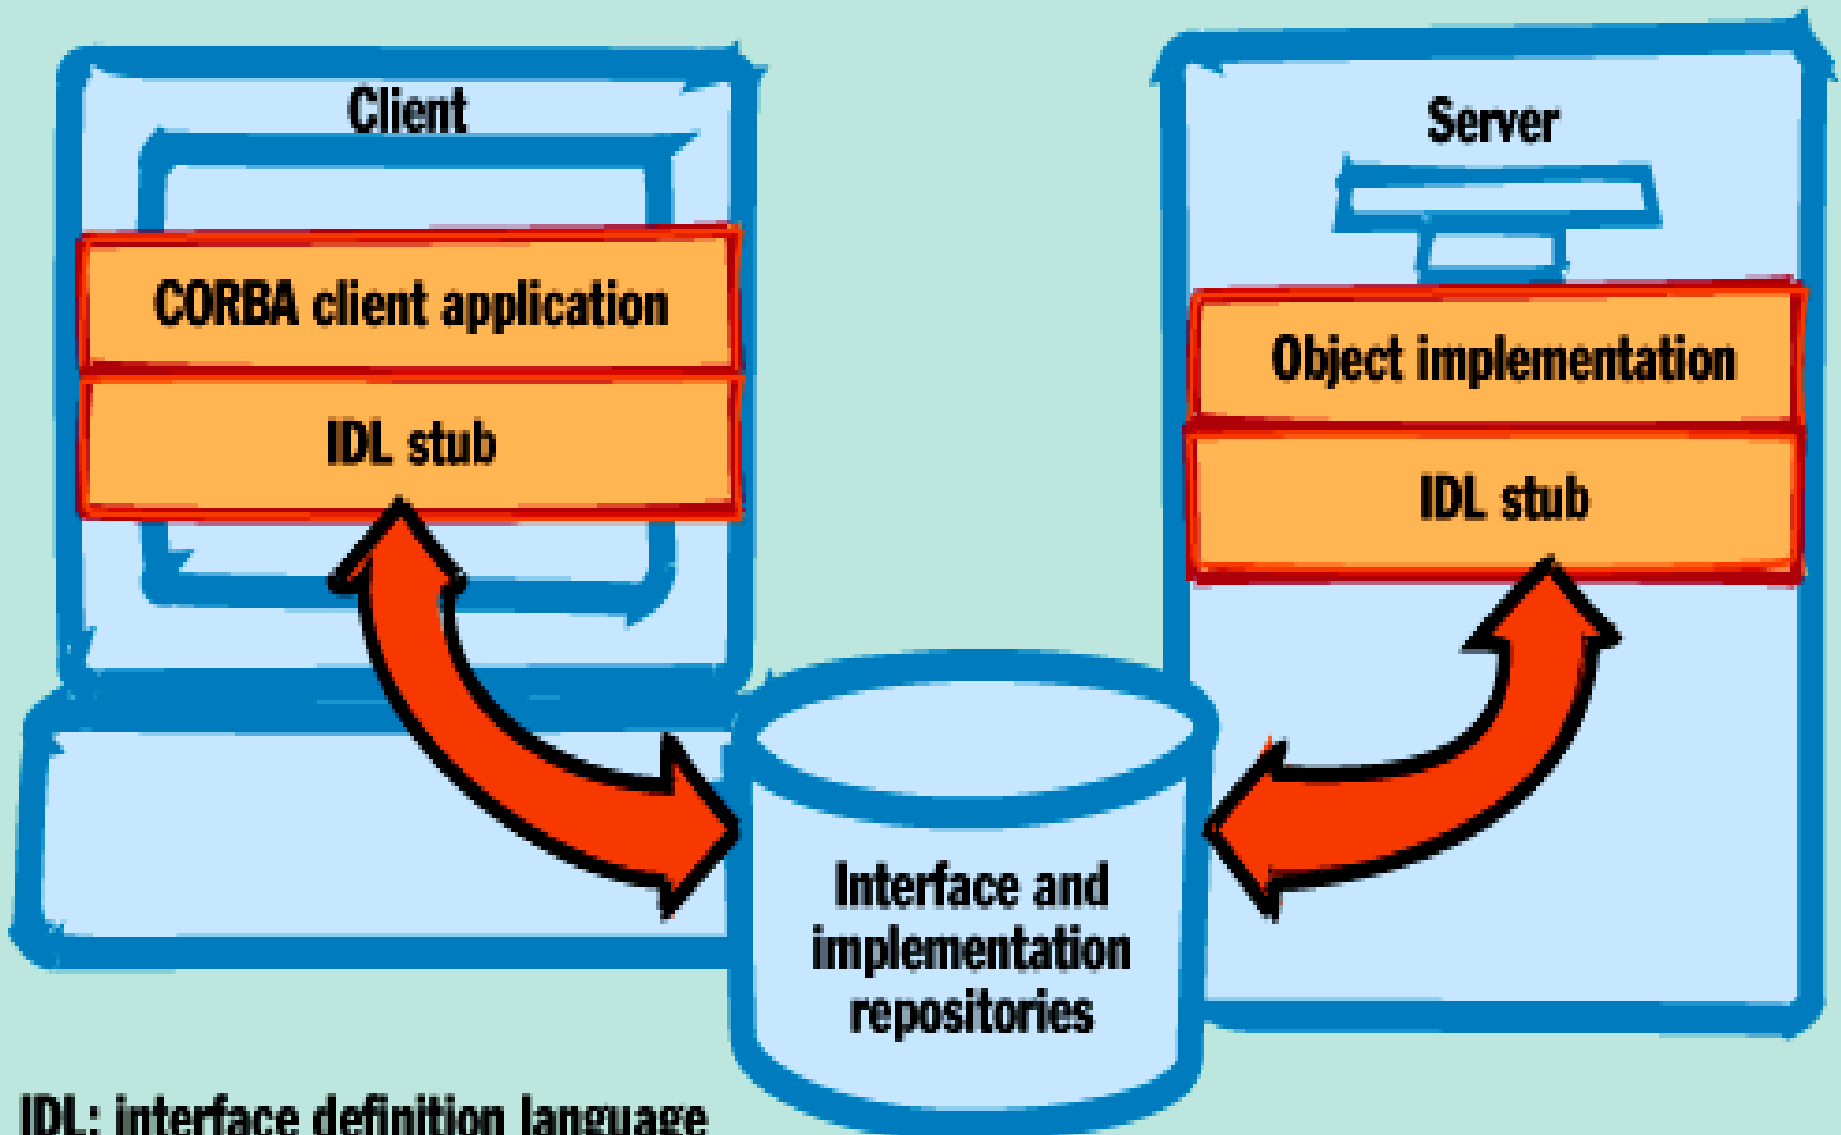 Client
CORBA client application
IDL stub
Server
Object implementation
IDL stub
Interface and
implementation
repositories
IDL: interface definition language